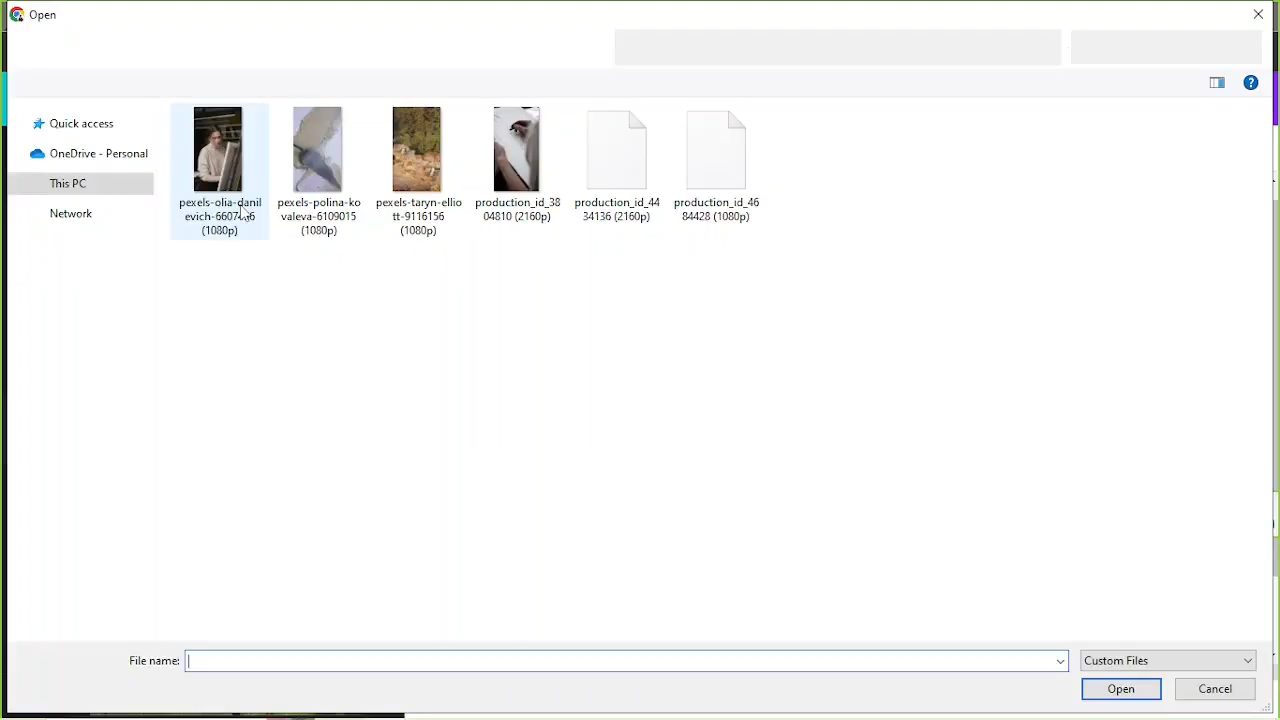 Open
Quick access
OneDrive - Personal
This PC
Network
pexels-olia-danil
(1080p)
pexels-polina-ko
valeva-6109015
(1080p)
pexels-taryn-ellio
tt-9116156
(1080p)
production_id_38
04810 (2160p)
production_id_44
34136 (2160p)
production_id_46
84428 (1080p)
File name:
Custom Files
Open
Cancel